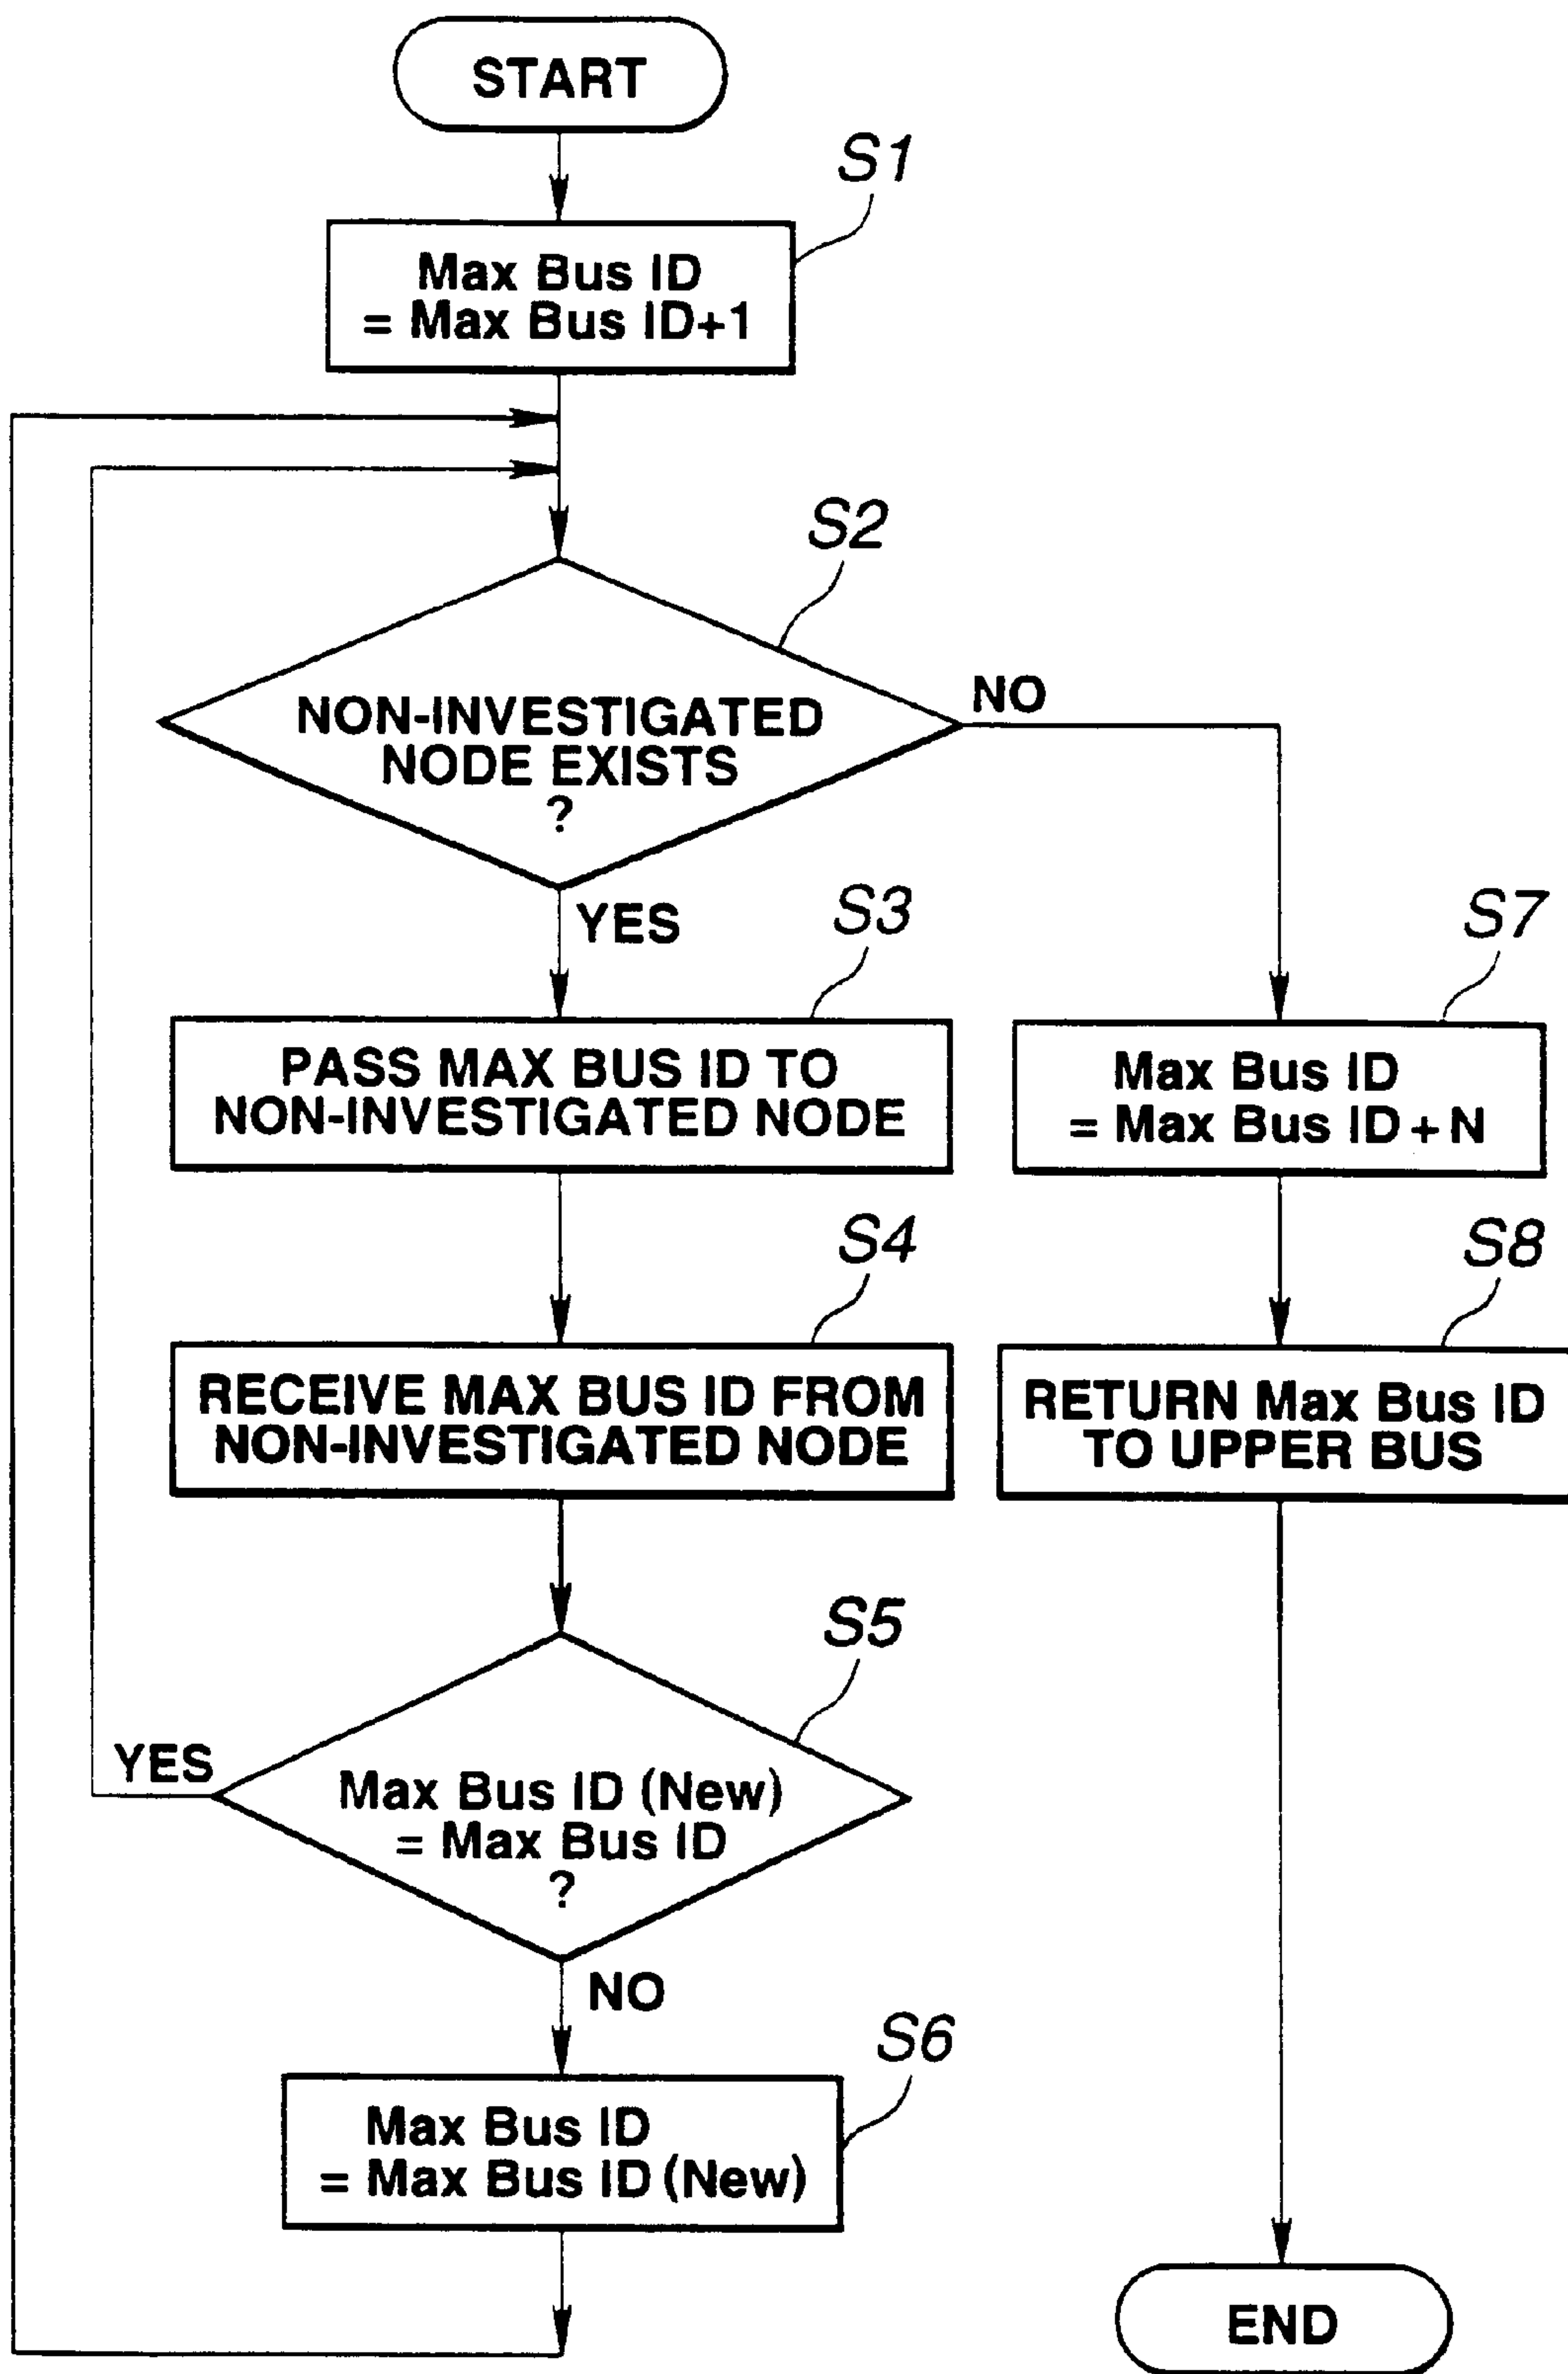 START
S1
Max Bus ID
= Max Bus ID+1
S2
NON-INVESTIGATED
NODE EXISTS
?
NO
YES
S3
PASS MAX BUS ID TO
NON-INVESTIGATED NODE
S7
Max Bus ID
= Max Bus ID + N
S4
RECEIVE MAX BUS ID FROM
NON-INVESTIGATED NODE
S8
RETURN Max Bus ID
TO UPPER BUS
S5
YES
Max Bus ID (New)
= Max Bus ID
?
NO
S6
Max Bus ID
= Max Bus ID (New)
END